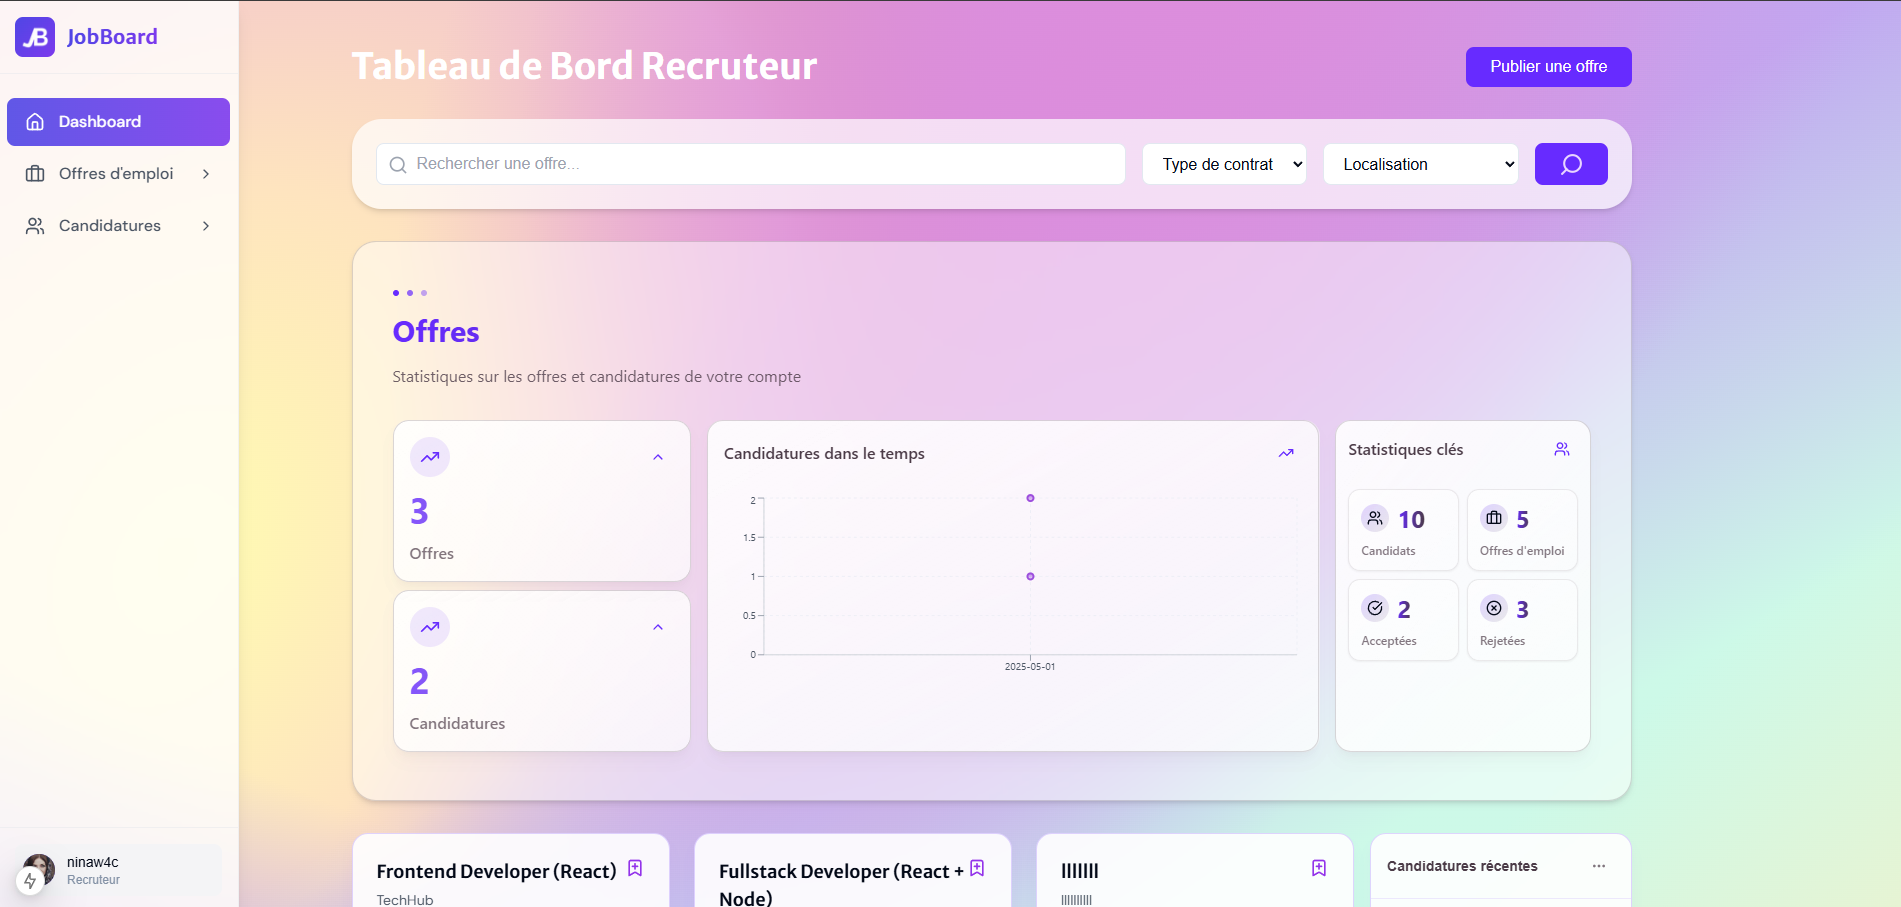 JB JobBoard
Dashboard
Offres d'emploi
Candidatures
ninaw4c
Recruteur
Tableau de Bord Recruteur
Publier une offre
Rechercher une offre...
Type de contrat
Localisation
Offres
Statistiques sur les offres et candidatures de votre compte
3
Offres
2
Candidatures
Candidatures dans le temps
2
1.5
1
0.5
0
2025-05-01
Statistiques clés
10
Candidats
5
Offres d'emploi
2
Acceptées
3
Rejetées
Frontend Developer (React)
TechHub
Fullstack Developer (React +
Node)
Candidatures récentes